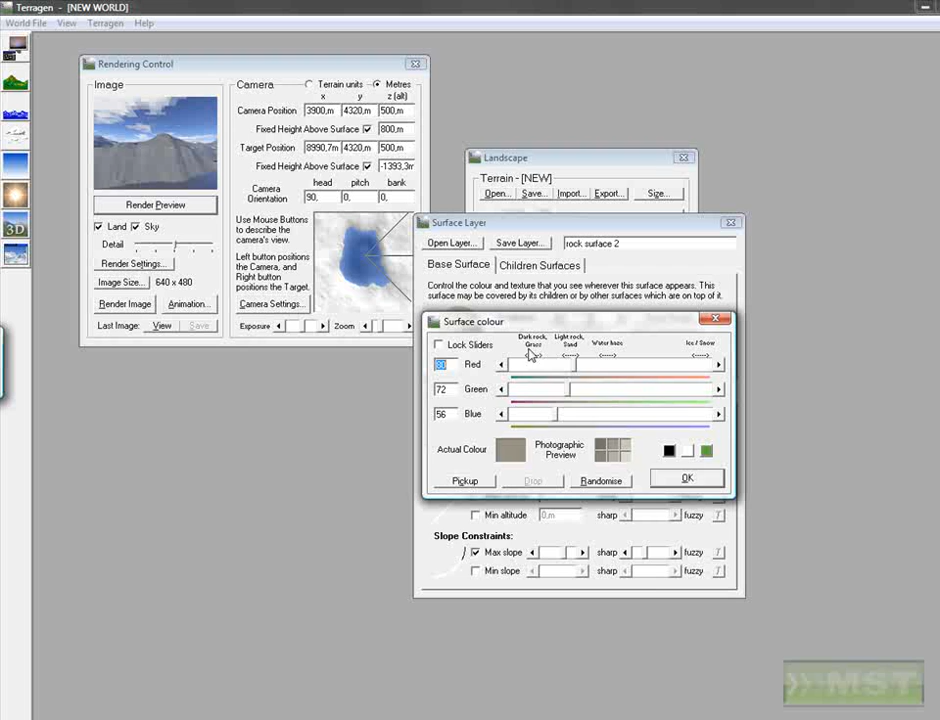 Terragen - [NEW WORLD]
World File View Terragen Help
Rendering Control
Image
Render Preview
Land Sky
Detail
Render Settings...
Image Size... 640 x 480
Render Image Animation...
Last Image: View Save
Camera Terrain units Metres
x y z (alt)
Camera Position 3900,m 4320,m 500,m
Fixed Height Above Surface 800,m
Target Position 8990,7m 4320,m 500,m
Fixed Height Above Surface -1393,3m
head pitch bank
Camera
Orientation 90, 0, 0,
Use Mouse Buttons
to describe the
camera's view.
Left button
positions the
Camera, and
Right button
positions the
Target.
Camera Settings...
Exposure Zoom
Landscape
Terrain - [NEW]
Open... Save... Import... Export... Size...
Surface Layer
Open Layer... Save Layer... rock surface 2
Base Surface Children Surfaces
Control the colour and texture that you see wherever this surface appears.
This surface may be covered by its children or by other surfaces which are on top of it.
Surface colour
Lock Sliders
Dark rock,
Grass
Light rock,
Sand
Water haze
Ice / Snow
80 Red
72 Green
56 Blue
Actual Colour
Photographic
Preview
Pickup Drop Randomise OK
Min altitude 0,m sharp fuzzy
Slope Constraints:
Max slope sharp fuzzy
Min slope sharp fuzzy
3D
>> MST